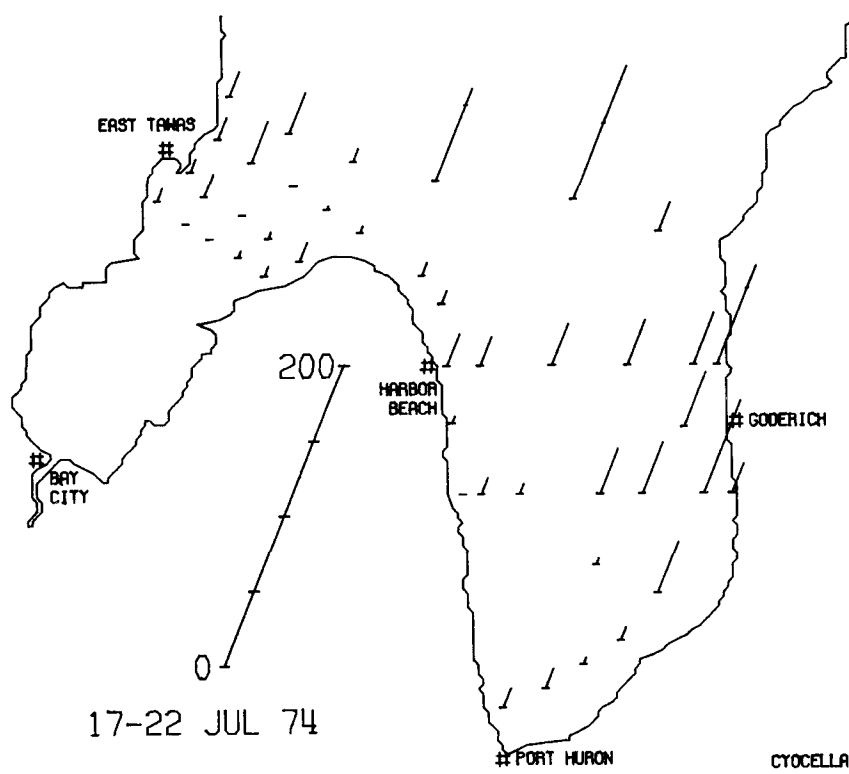 EAST TAWAS
200
HARBOR
BEACH
GODERICH
BAY
CITY
0
17-22 JUL 74
PORT HURON
CYOCELLA